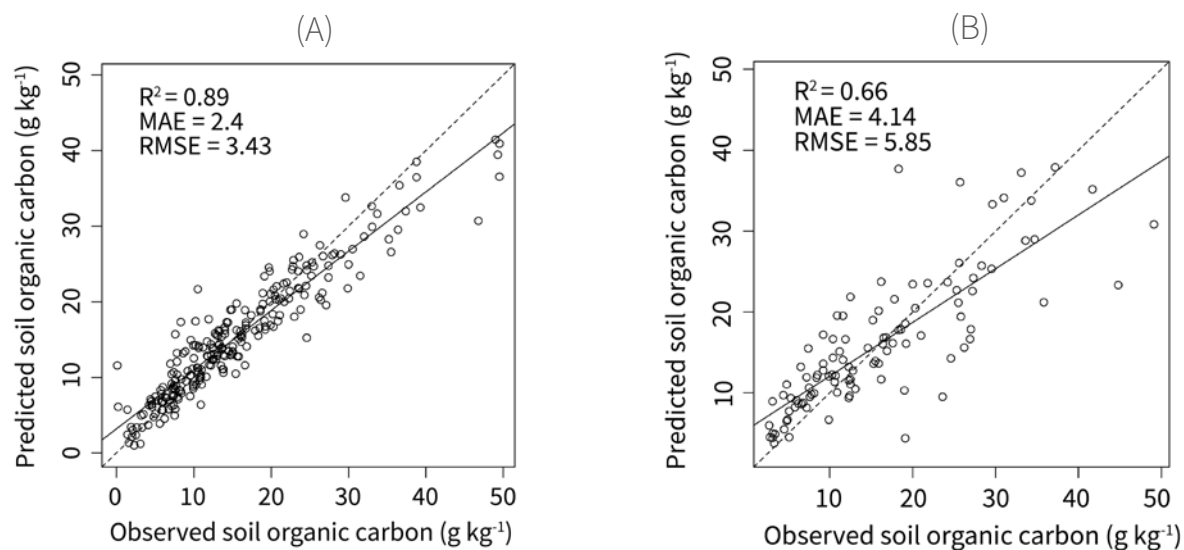 (A)
R² = 0.89
MAE = 2.4
RMSE = 3.43
Predicted soil organic carbon (g kg⁻¹)
50
40
30
20
10
0
0 10 20 30 40 50
Observed soil organic carbon (g kg⁻¹)
(B)
R² = 0.66
MAE = 4.14
RMSE = 5.85
Predicted soil organic carbon (g kg⁻¹)
50
40
30
20
10
10 20 30 40 50
Observed soil organic carbon (g kg⁻¹)